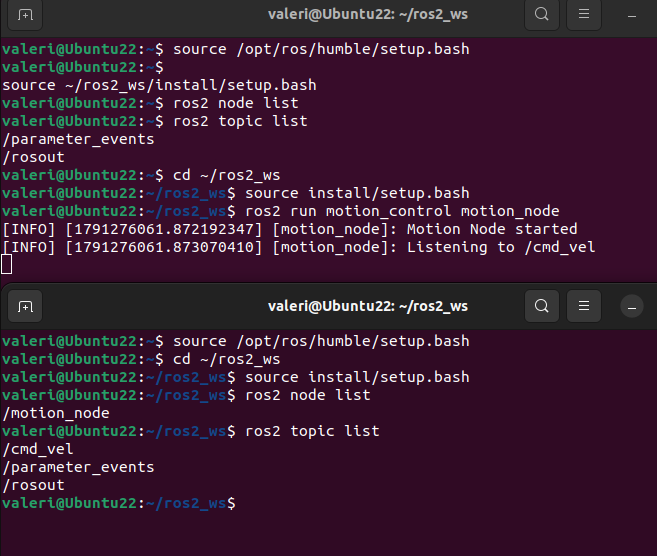 valeri@Ubuntu22: ~/ros2_ws
valeri@Ubuntu22:~$ source /opt/ros/humble/setup.bash
valeri@Ubuntu22:~$
source ~/ros2_ws/install/setup.bash
valeri@Ubuntu22:~$ ros2 node list
valeri@Ubuntu22:~$ ros2 topic list
/parameter_events
/rosout
valeri@Ubuntu22:~$ cd ~/ros2_ws
valeri@Ubuntu22:~/ros2_ws$ source install/setup.bash
valeri@Ubuntu22:~/ros2_ws$ ros2 run motion_control motion_node
[INFO] [1791276061.872192347] [motion_node]: Motion Node started
[INFO] [1791276061.873070410] [motion_node]: Listening to /cmd_vel
valeri@Ubuntu22: ~/ros2_ws
valeri@Ubuntu22:~$ source /opt/ros/humble/setup.bash
valeri@Ubuntu22:~$ cd ~/ros2_ws
valeri@Ubuntu22:~/ros2_ws$ source install/setup.bash
valeri@Ubuntu22:~/ros2_ws$ ros2 node list
/motion_node
valeri@Ubuntu22:~/ros2_ws$ ros2 topic list
/cmd_vel
/parameter_events
/rosout
valeri@Ubuntu22:~/ros2_ws$